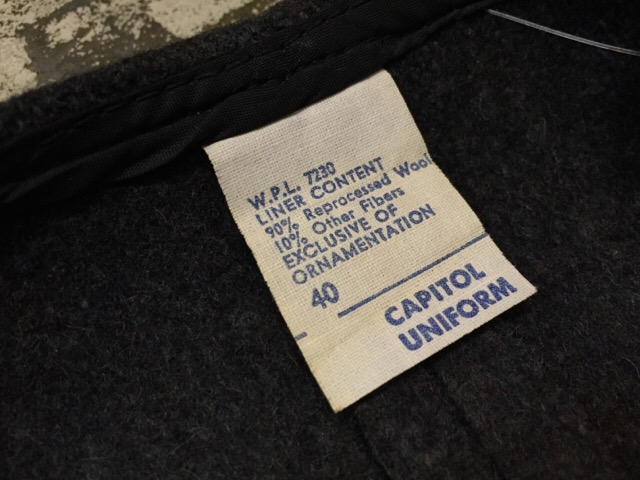 W.P.L. 7230
LINER CONTENT
90% Reprocessed Wool
10% Other Fibers
EXCLUSIVE OF
ORNAMENTATION
40
CAPITOL
UNIFORM